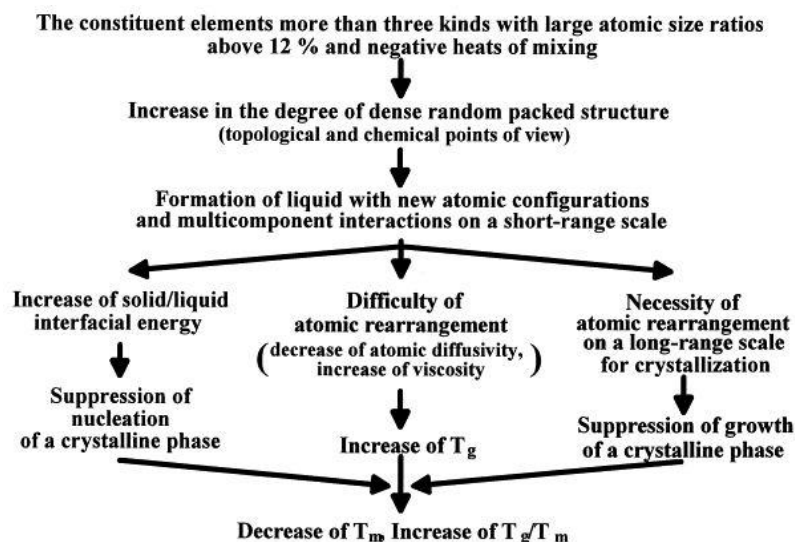 The constituent elements more than three kinds with large atomic size ratios
above 12 % and negative heats of mixing
Increase in the degree of dense random packed structure
(topological and chemical points of view)
Formation of liquid with new atomic configurations
and multicomponent interactions on a short-range scale
Increase of solid/liquid
interfacial energy
Suppression of
nucleation
of a crystalline phase
Difficulty of
atomic rearrangement
(decrease of atomic diffusivity,
increase of viscosity)
Increase of Tg
Necessity of
atomic rearrangement
on a long-range scale
for crystallization
Suppression of growth
of a crystalline phase
Decrease of Tm, Increase of Tg/Tm